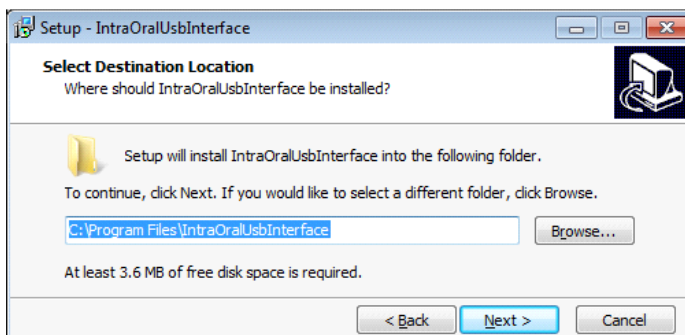 Setup - IntraOralUsbInterface
Select Destination Location
Where should IntraOralUsbInterface be installed?
Setup will install IntraOralUsbInterface into the following folder.
To continue, click Next. If you would like to select a different folder, click Browse.
C:\Program Files\IntraOralUsbInterface
Browse...
At least 3.6 MB of free disk space is required.
< Back
Next >
Cancel